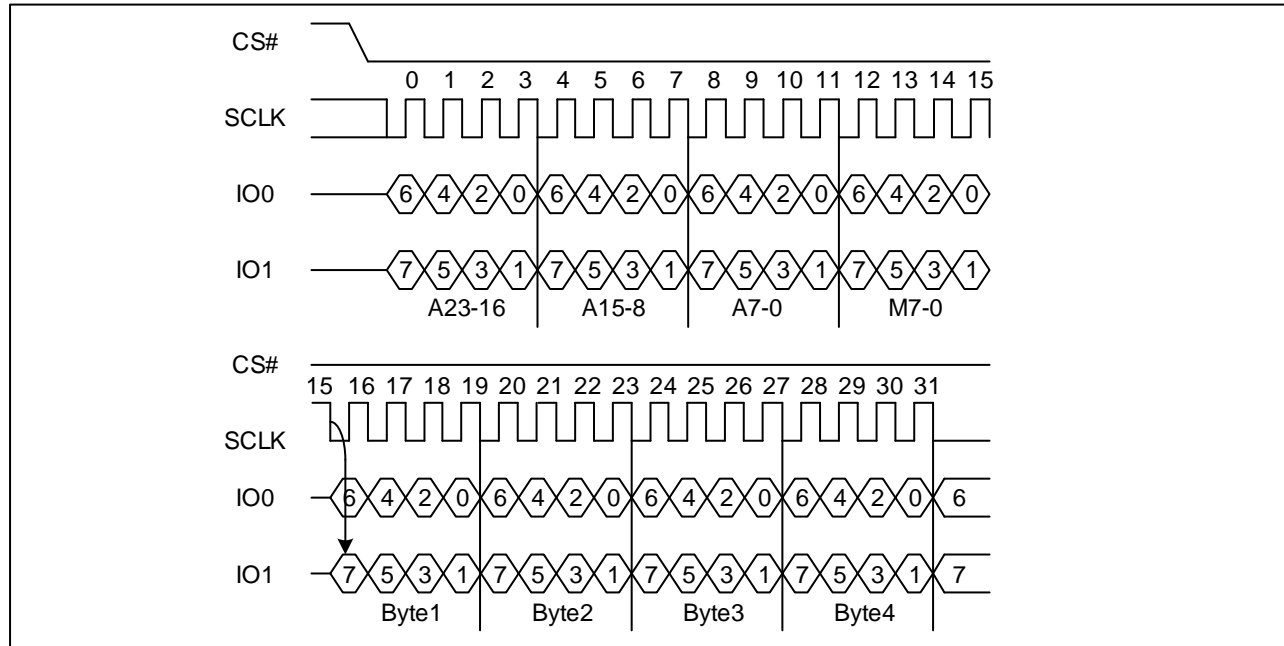 CS#
0 1 2 3 4 5 6 7 8 9 10 11 12 13 14 15
SCLK
IO0 6 4 2 0 6 4 2 0 6 4 2 0 6 4 2 0
IO1 7 5 3 1 7 5 3 1 7 5 3 1 7 5 3 1
A23-16 A15-8 A7-0 M7-0
CS#
15 16 17 18 19 20 21 22 23 24 25 26 27 28 29 30 31
SCLK
IO0 6 4 2 0 6 4 2 0 6 4 2 0 6 4 2 0 6
IO1 7 5 3 1 7 5 3 1 7 5 3 1 7 5 3 1 7
Byte1 Byte2 Byte3 Byte4